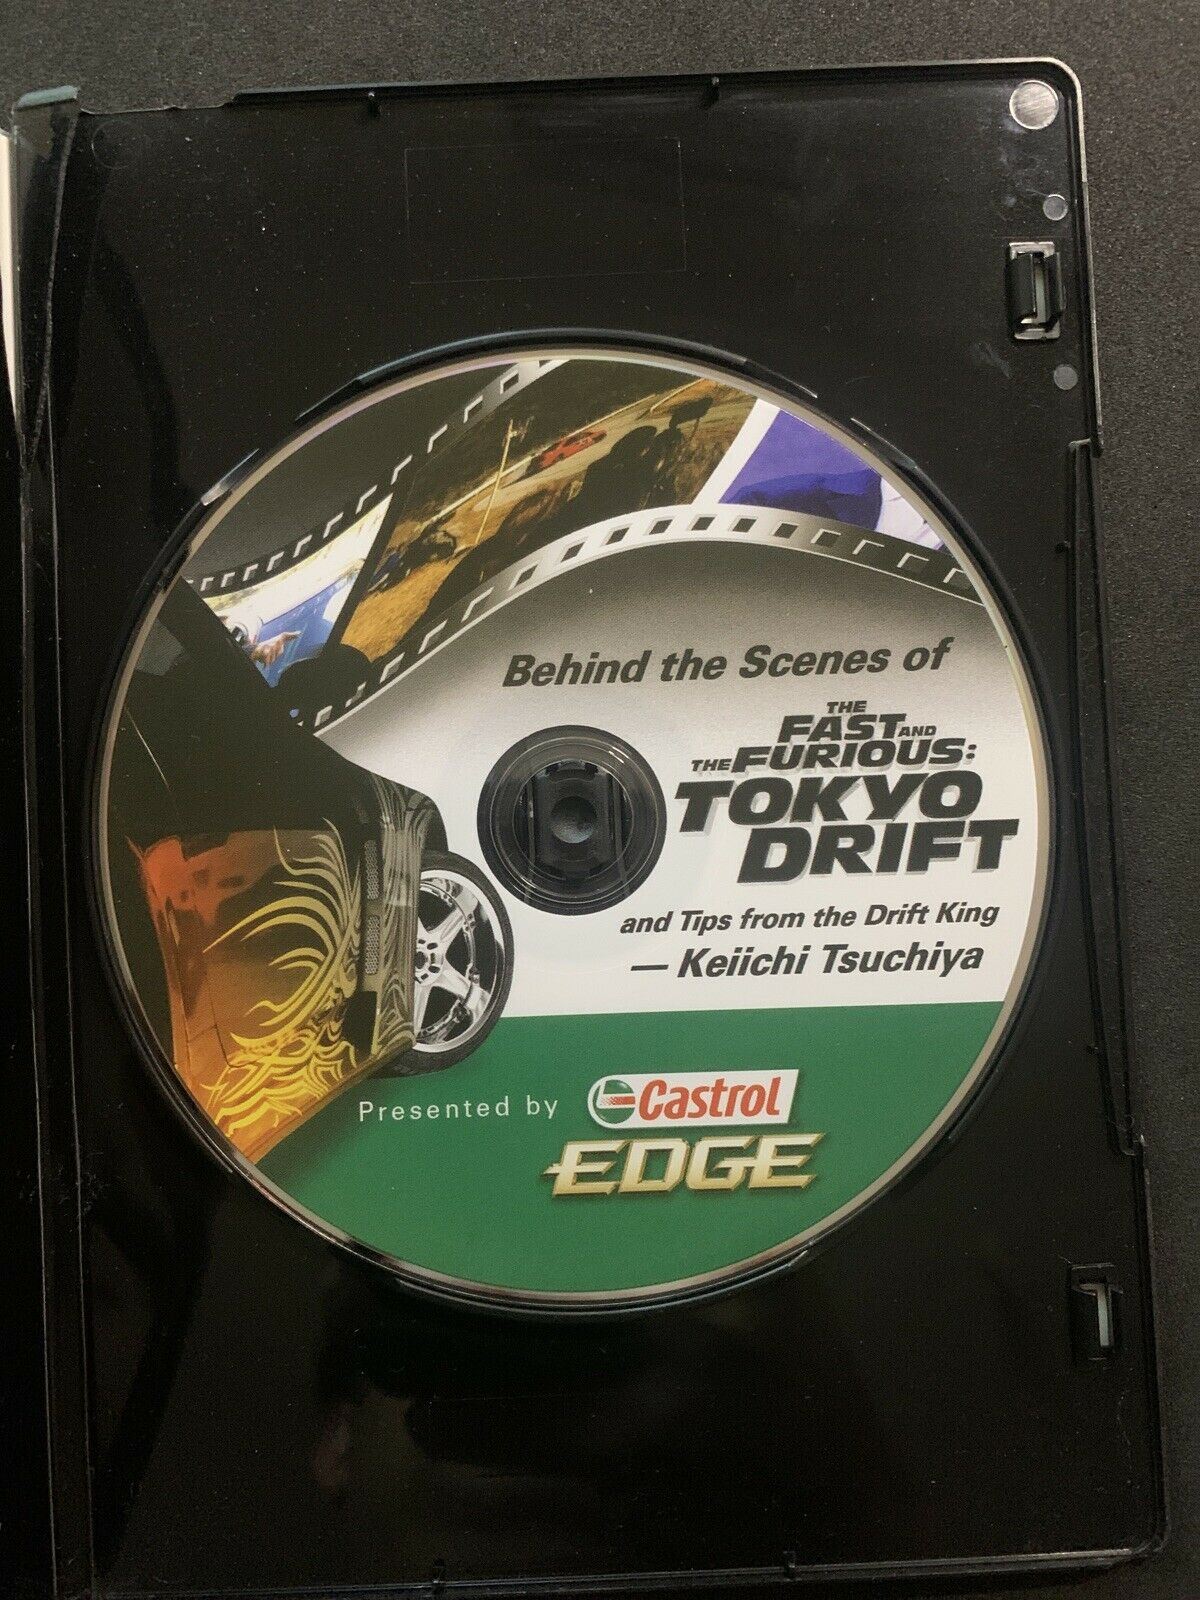 Behind the Scenes of
THE
FAST AND
THE FURIOUS:
TOKYO
DRIFT
and Tips from the Drift King
— Keiichi Tsuchiya
Presented by Castrol
EDGE